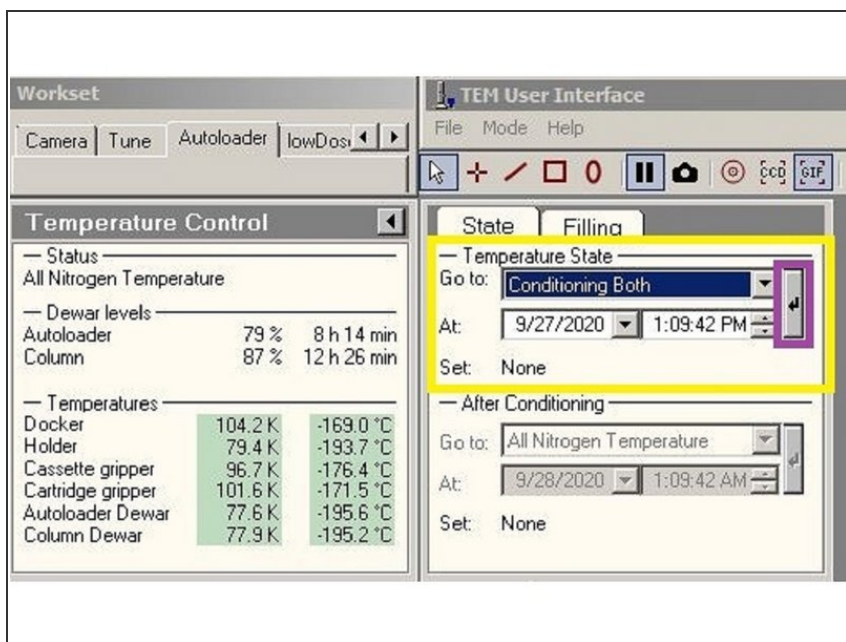 Workset
Camera Tune Autoloader lowDos
Temperature Control
Status
All Nitrogen Temperature
Dewar levels
Autoloader 79 % 8 h 14 min
Column 87 % 12 h 26 min
Temperatures
Docker 104.2 K -169.0 °C
Holder 79.4 K -193.7 °C
Cassette gripper 96.7 K -176.4 °C
Cartridge gripper 101.6 K -171.5 °C
Autoloader Dewar 77.6 K -195.6 °C
Column Dewar 77.9 K -195.2 °C
TEM User Interface
File Mode Help
CCD GIF
State Filling
Temperature State
Go to: Conditioning Both
At: 9/27/2020 1:09:42 PM
Set: None
After Conditioning
Go to: All Nitrogen Temperature
At: 9/28/2020 1:09:42 AM
Set: None